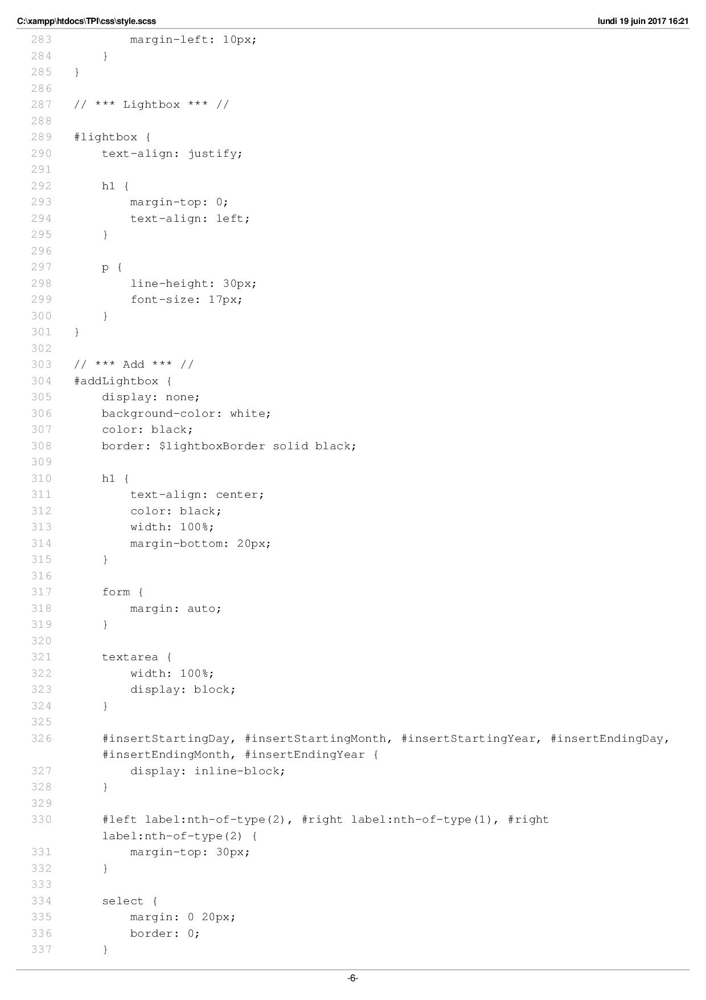 C:\xampp\htdocs\TPI\css\style.scss lundi 19 juin 2017 16:21
283             margin-left: 10px;
284         }
285     }
286
287     // *** Lightbox *** //
288
289     #lightbox {
290         text-align: justify;
291
292         h1 {
293             margin-top: 0;
294             text-align: left;
295         }
296
297         p {
298             line-height: 30px;
299             font-size: 17px;
300         }
301     }
302
303     // *** Add *** //
304     #addLightbox {
305         display: none;
306         background-color: white;
307         color: black;
308         border: $lightboxBorder solid black;
309
310         h1 {
311             text-align: center;
312             color: black;
313             width: 100%;
314             margin-bottom: 20px;
315         }
316
317         form {
318             margin: auto;
319         }
320
321         textarea {
322             width: 100%;
323             display: block;
324         }
325
326         #insertStartingDay, #insertStartingMonth, #insertStartingYear, #insertEndingDay,
            #insertEndingMonth, #insertEndingYear {
327             display: inline-block;
328         }
329
330         #left label:nth-of-type(2), #right label:nth-of-type(1), #right
            label:nth-of-type(2) {
331             margin-top: 30px;
332         }
333
334         select {
335             margin: 0 20px;
336             border: 0;
337         }
-6-